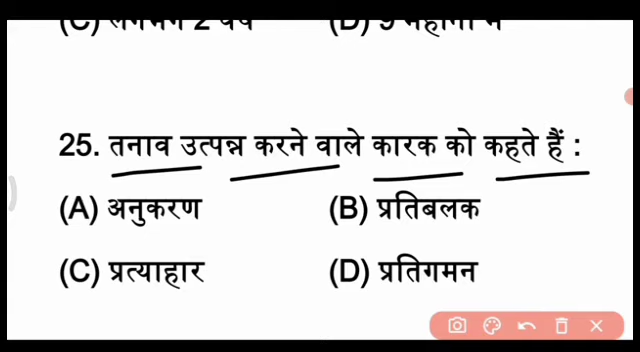 25. तनाव उत्पन्न करने वाले कारक को कहते हैं :
(A) अनुकरण (B) प्रतिबलक
(C) प्रत्याहार (D) प्रतिगमन